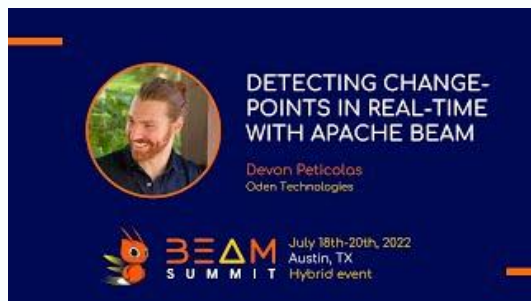 DETECTING CHANGE-
POINTS IN REAL-TIME
WITH APACHE BEAM
Devon Peticolas
Oden Technologies
BEAM
SUMMIT
July 18th-20th, 2022
Austin, TX
Hybrid event